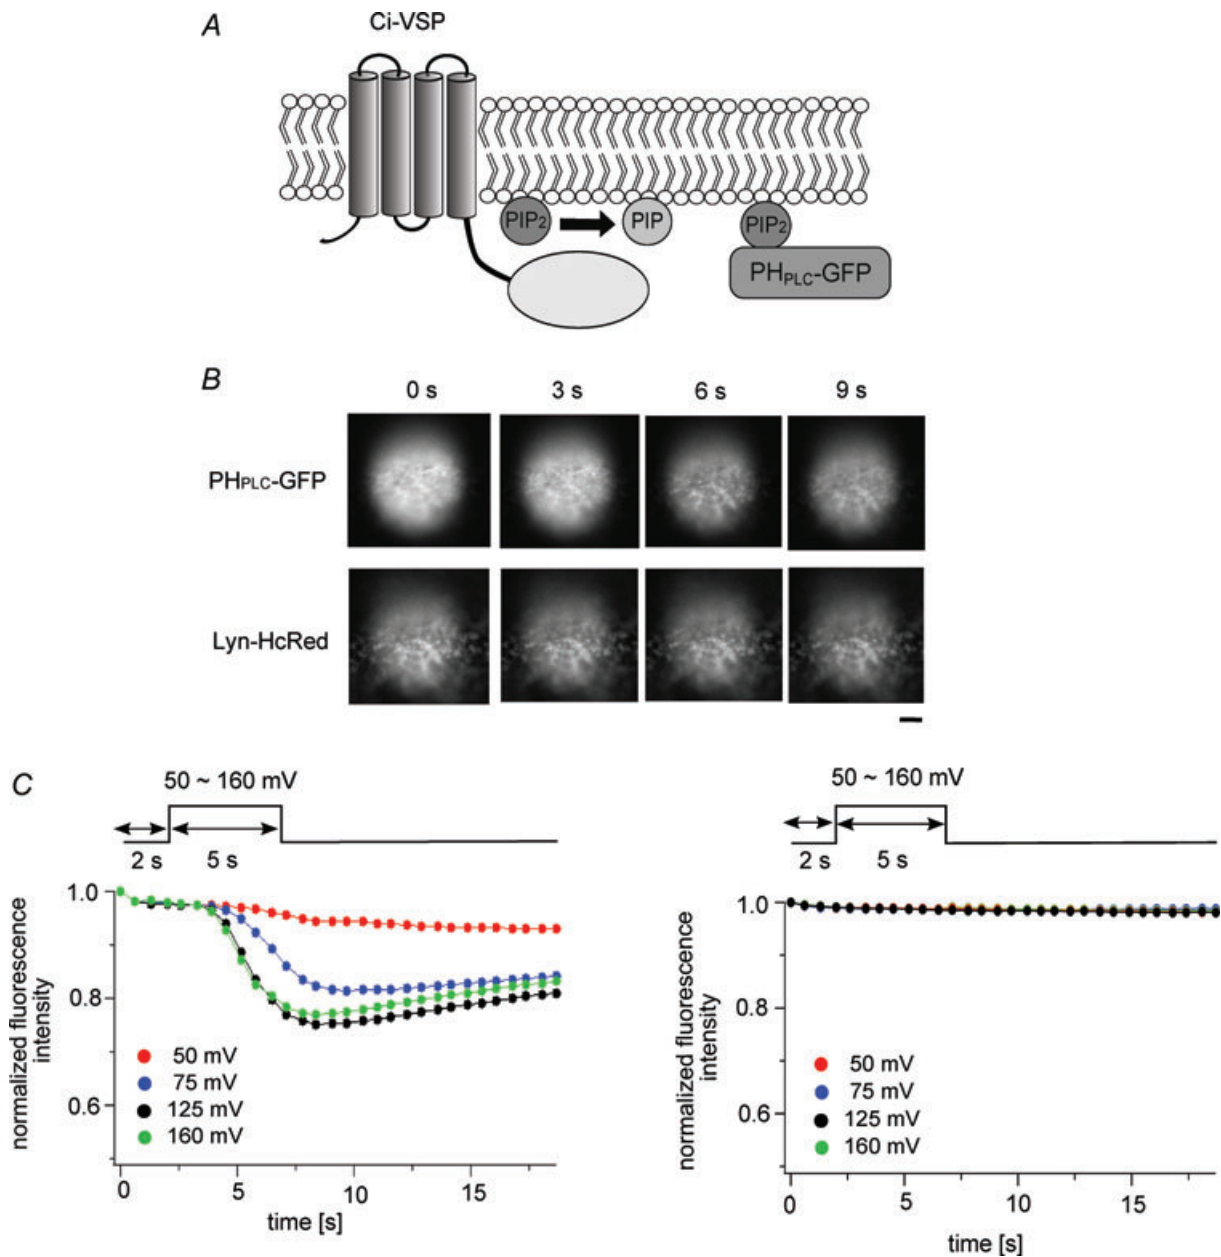 A
Ci-VSP
PIP2
PIP
PIP2
PHPLC-GFP
B
0 s
3 s
6 s
9 s
PHPLC-GFP
Lyn-HcRed
C
50 ~ 160 mV
2 s
5 s
1.0
0.8
0.6
normalized fluorescence
intensity
50 mV
75 mV
125 mV
160 mV
0
5
10
15
time [s]
50 ~ 160 mV
2 s
5 s
1.0
0.8
0.6
normalized fluorescence
intensity
50 mV
75 mV
125 mV
160 mV
0
5
10
15
time [s]